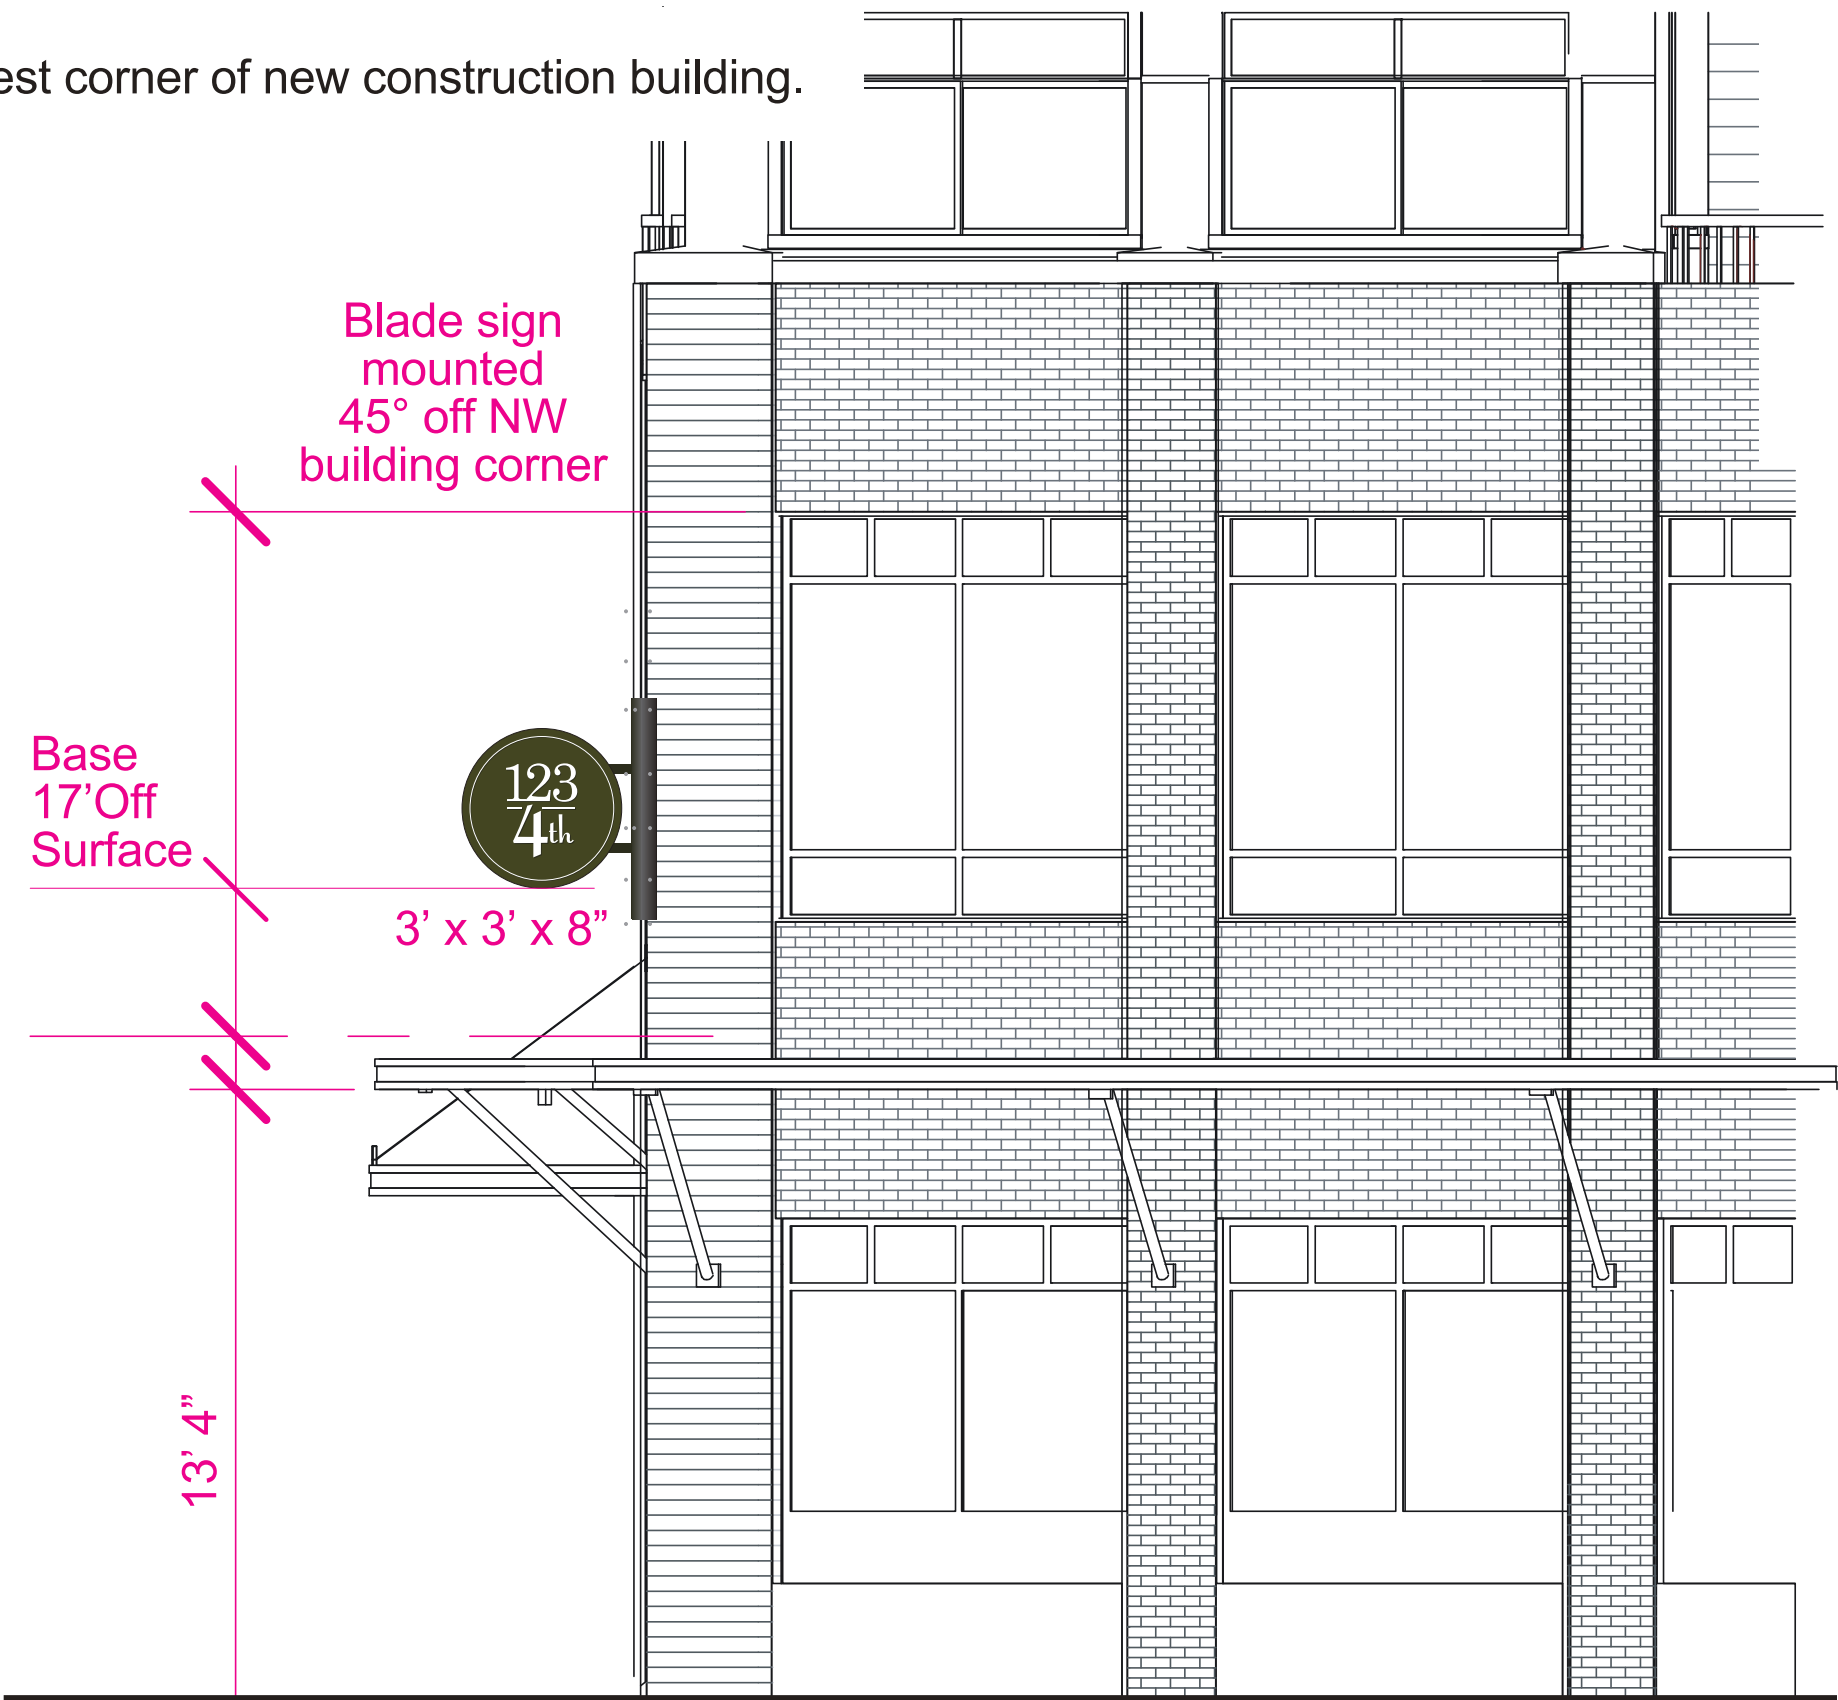 est corner of new construction building.
Blade sign
mounted
45° off NW
building corner
Base
17’Off
Surface
123
4th
3’ x 3’ x 8”
13’ 4”